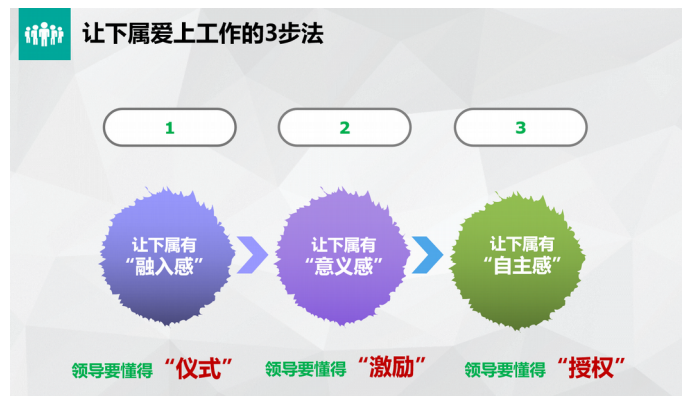 让下属爱上工作的3步法
1
2
3
让下属有
“融入感”
让下属有
“意义感”
让下属有
“自主感”
领导要懂得“仪式”
领导要懂得“激励”
领导要懂得“授权”